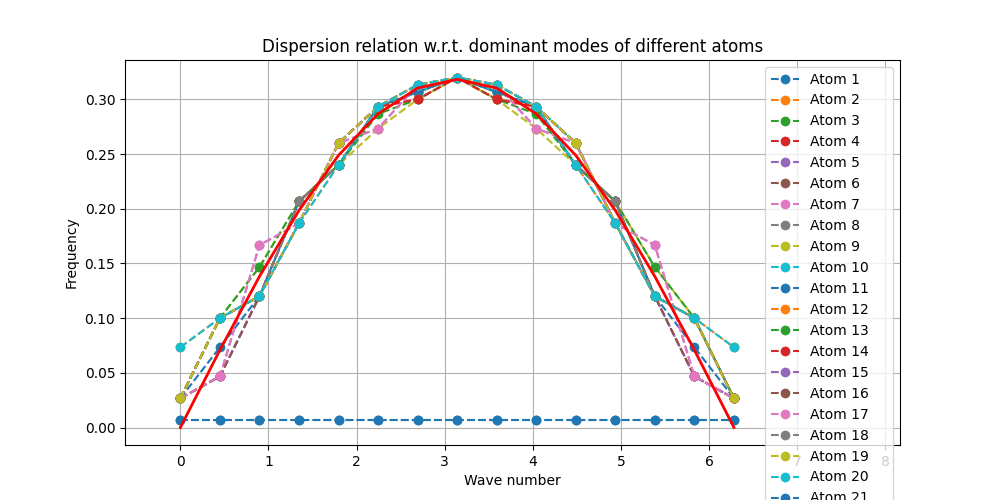 Dispersion relation w.r.t. dominant modes of different atoms
Frequency
0.30
0.25
0.20
0.15
0.10
0.05
0.00
0 1 2 3 4 5 6 7 8
Wave number
Atom 1
Atom 2
Atom 3
Atom 4
Atom 5
Atom 6
Atom 7
Atom 8
Atom 9
Atom 10
Atom 11
Atom 12
Atom 13
Atom 14
Atom 15
Atom 16
Atom 17
Atom 18
Atom 19
Atom 20
Atom 21